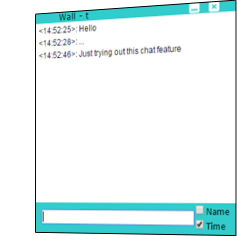 Wall - t
<14:52:25>: Hello
<14:52:28>: ...
<14:52:46>: Just trying out this chat feature
Name
Time